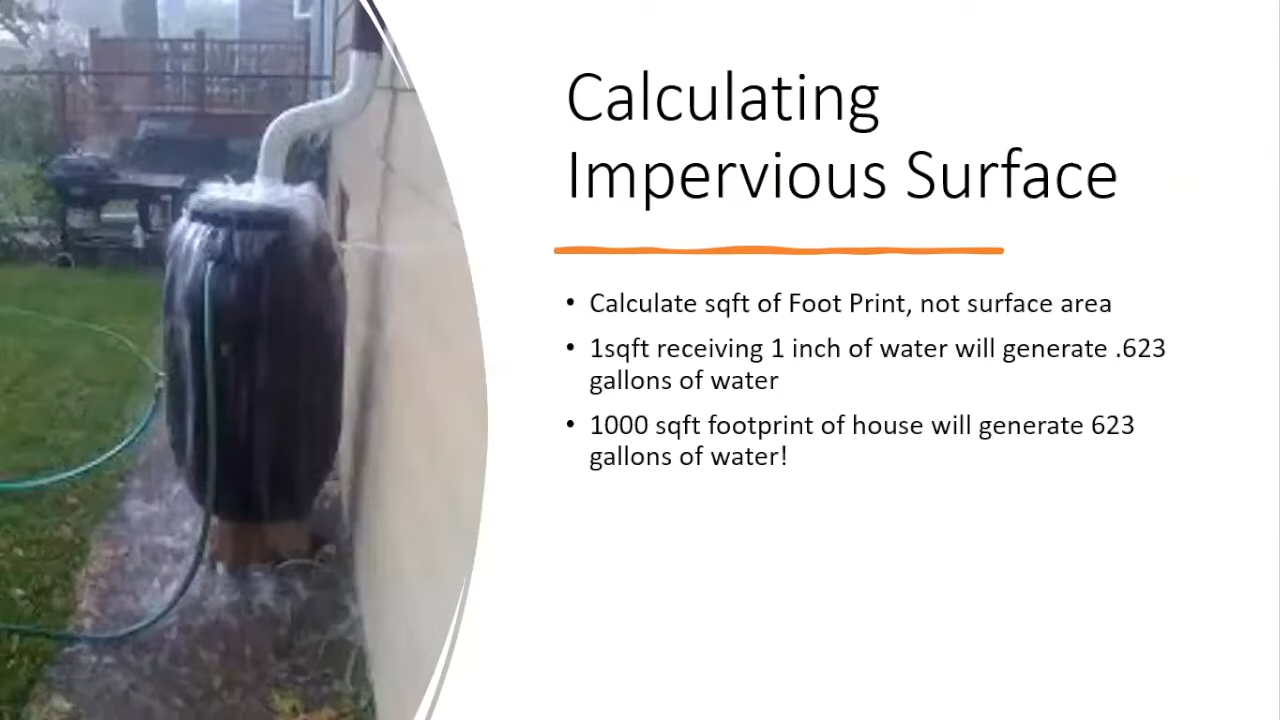 Calculating
Impervious Surface
• Calculate sqft of Foot Print, not surface area
• 1sqft receiving 1 inch of water will generate .623
gallons of water
• 1000 sqft footprint of house will generate 623
gallons of water!